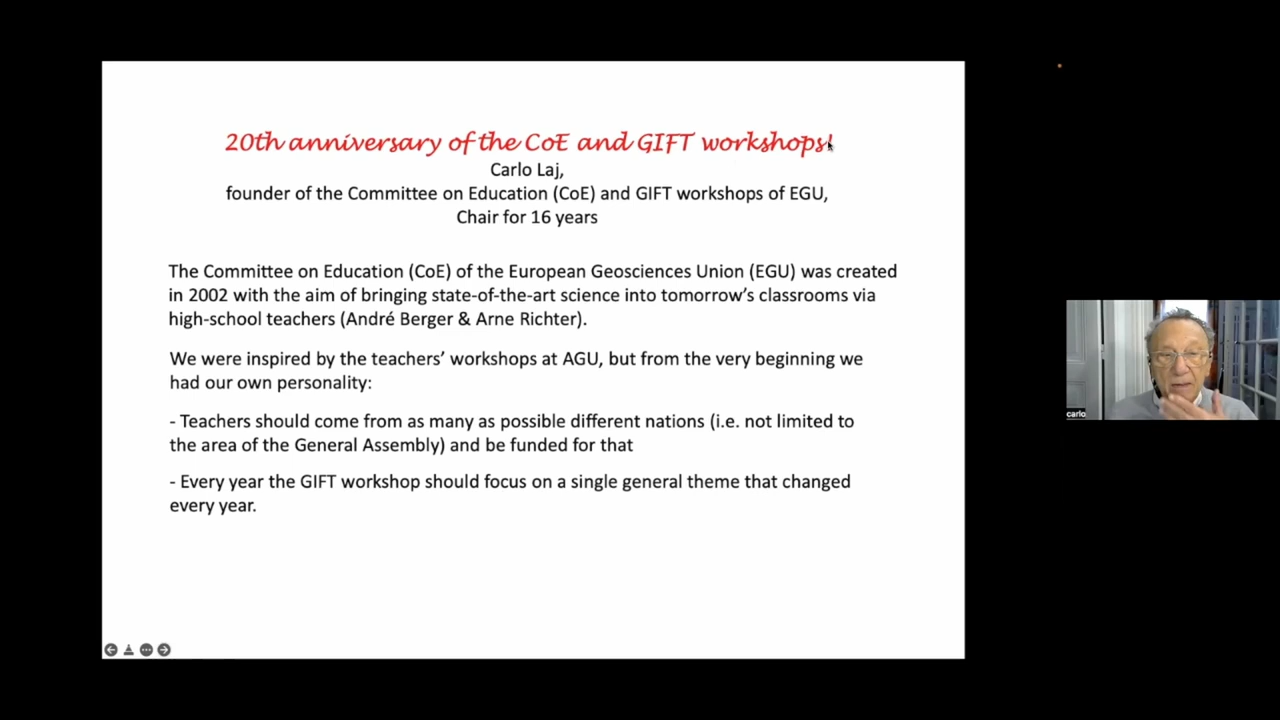 20th anniversary of the CoE and GIFT workshops!
Carlo Laj,
founder of the Committee on Education (CoE) and GIFT workshops of EGU,
Chair for 16 years
The Committee on Education (CoE) of the European Geosciences Union (EGU) was created
in 2002 with the aim of bringing state-of-the-art science into tomorrow’s classrooms via
high-school teachers (André Berger & Arne Richter).
We were inspired by the teachers’ workshops at AGU, but from the very beginning we
had our own personality:
- Teachers should come from as many as possible different nations (i.e. not limited to
the area of the General Assembly) and be funded for that
- Every year the GIFT workshop should focus on a single general theme that changed
every year.
carlo